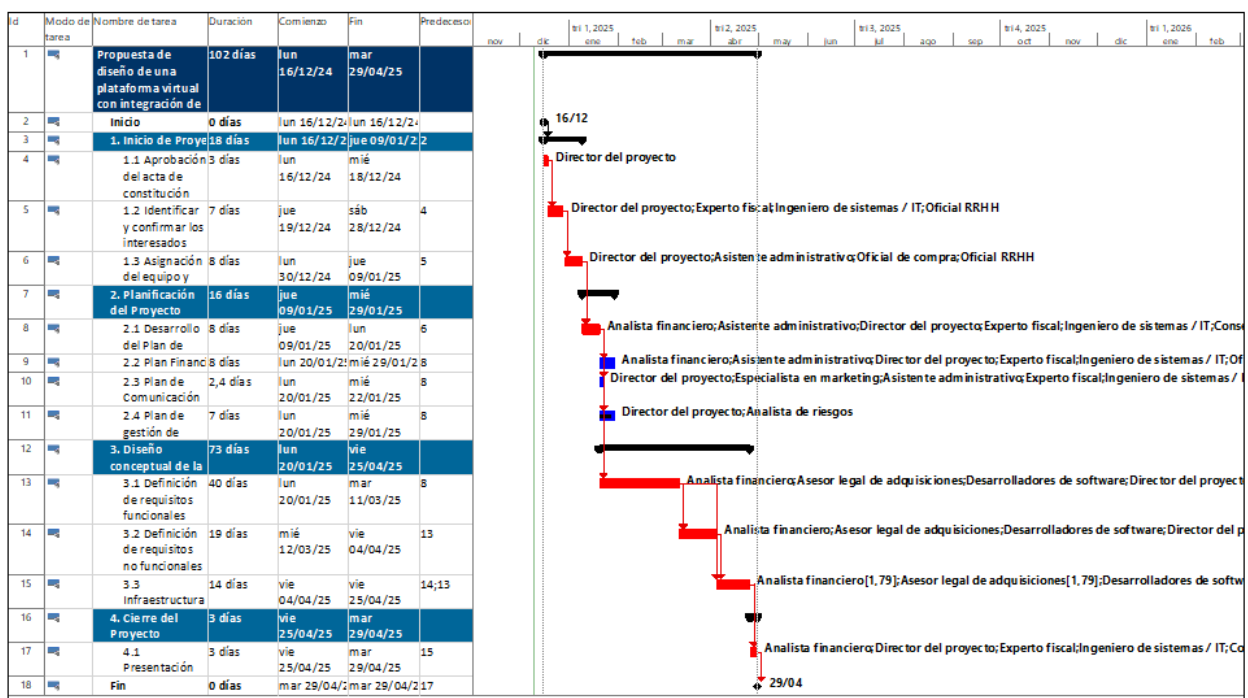 Id Modo de tarea Nombre de tarea Duración Comienzo Fin Predecesor
tri 1, 2025 tri 2, 2025 tri 3, 2025 tri 4, 2025 tri 1, 2026
nov dic ene feb mar abr may jun jul ago sep oct nov dic ene feb
1 Propuesta de 102 días lun mar
diseño de una 16/12/24 29/04/25
plataforma virtual
con integración de
2 Inicio 0 días lun 16/12/24 lun 16/12/24 16/12
3 1. Inicio de Proye 18 días lun 16/12/2 jue 09/01/2 2
4 1.1 Aprobación 3 días lun mié Director del proyecto
del acta de 16/12/24 18/12/24
constitución
5 1.2 Identificar 7 días jue sáb 4 Director del proyecto;Experto fiscal;Ingeniero de sistemas / IT;Oficial RRHH
y confirmar los 19/12/24 28/12/24
interesados
6 1.3 Asignación 8 días lun jue 5 Director del proyecto;Asistente administrativo;Oficial de compra;Oficial RRHH
del equipo y 30/12/24 09/01/25
7 2. Planificación 16 días jue mié
del Proyecto 09/01/25 29/01/25
8 2.1 Desarrollo 8 días jue lun 6 Analista financiero;Asistente administrativo;Director del proyecto;Experto fiscal;Ingeniero de sistemas / IT;Conse
del Plan de 09/01/25 20/01/25
9 2.2 Plan Financ 8 días lun 20/01/2 mié 29/01/2 8 Analista financiero;Asistente administrativo;Director del proyecto;Experto fiscal;Ingeniero de sistemas / IT;Of
10 2.3 Plan de 2,4 días lun mié 8 Director del proyecto;Especialista en marketing;Asistente administrativo;Experto fiscal;Ingeniero de sistemas /
Comunicación 20/01/25 22/01/25
11 2.4 Plan de 7 días lun mié 8 Director del proyecto;Analista de riesgos
gestión de 20/01/25 29/01/25
12 3. Diseño 73 días lun vie
conceptual de la 20/01/25 25/04/25
13 3.1 Definición 40 días lun mar 8 Analista financiero;Asesor legal de adquisiciones;Desarrolladores de software;Director del proyect
de requisitos 20/01/25 11/03/25
funcionales
14 3.2 Definición 19 días mié vie 13 Analista financiero;Asesor legal de adquisiciones;Desarrolladores de software;Director del p
de requisitos 12/03/25 04/04/25
no funcionales
15 3.3 14 días vie vie 14;13 Analista financiero[1,79];Asesor legal de adquisiciones[1,79];Desarrolladores de softw
Infraestructura 04/04/25 25/04/25
16 4. Cierre del 3 días vie mar
Proyecto 25/04/25 29/04/25
17 4.1 3 días vie mar 15 Analista financiero;Director del proyecto;Experto fiscal;Ingeniero de sistemas / IT;Co
Presentación 25/04/25 29/04/25
18 Fin 0 días mar 29/04/2 mar 29/04/2 17 29/04